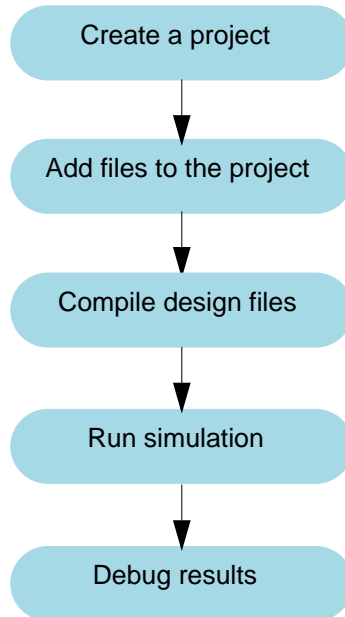 Create a project
Add files to the project
Compile design files
Run simulation
Debug results